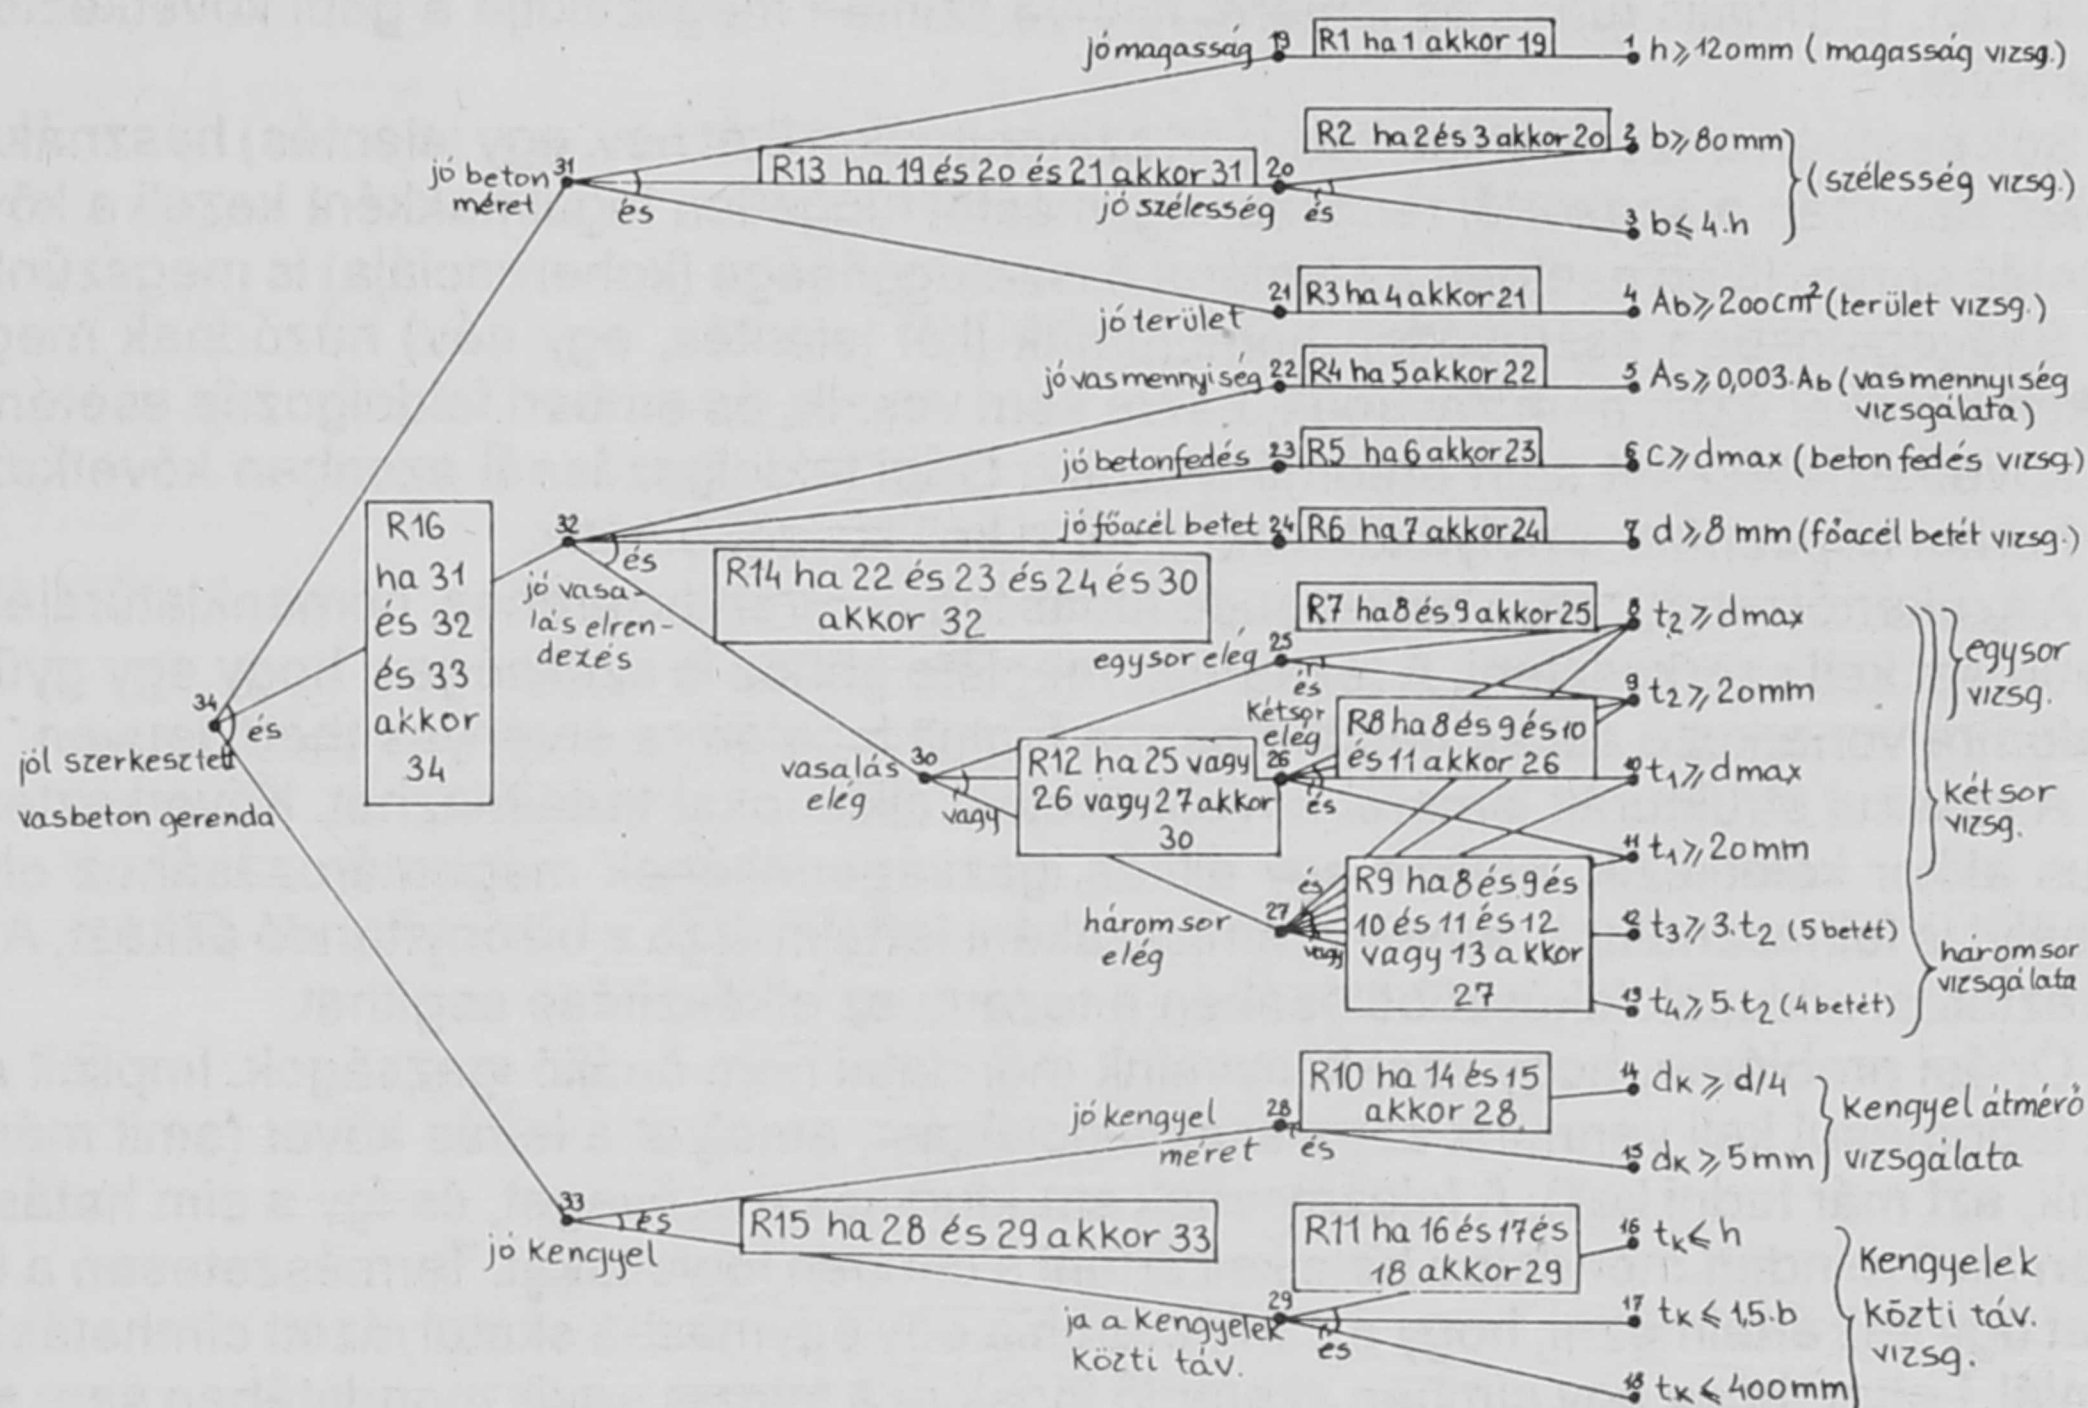 jó magasság 19 R1 ha 1 akkor 19 1 h ≥ 120mm (magasság vizsg.)
R2 ha 2 és 3 akkor 20 2 b ≥ 80mm
31 jó beton méret és
R13 ha 19 és 20 és 21 akkor 31
20 jó szélesség és
(szélesség vizsg.)
3 b ≤ 4.h
jó terület 21 R3 ha 4 akkor 21 4 Ab ≥ 200cm² (terület vizsg.)
jó vasmennyiség 22 R4 ha 5 akkor 22 5 As ≥ 0,003.Ab (vasmennyiség
vizsgálata)
jó betonfedés 23 R5 ha 6 akkor 23 6 c ≥ dmax (beton fedés vizsg.)
jó főacél betet 24 R6 ha 7 akkor 24 7 d ≥ 8 mm (főacél betét vizsg.)
R16
ha 31
és 32
és 33
akkor
34
32 és
jó vasa-
lás elren-
dezés
R14 ha 22 és 23 és 24 és 30
akkor 32
R7 ha 8 és 9 akkor 25 8 t₂ ≥ dmax
egysor elég 25 és
9 t₂ ≥ 20mm
egysor
vizsg.
34 és
jól szerkesztett
vasbeton gerenda
kétsor
elég
26 és
R8 ha 8 és 9 és 10
és 11 akkor 26
10 t₁ ≥ dmax
vasalás 30
elég vagy
R12 ha 25 vagy
26 vagy 27 akkor
30
11 t₁ ≥ 20mm
két sor
vizsg.
három sor 27
elég
és
vagy
R9 ha 8 és 9 és
10 és 11 és 12
vagy 13 akkor
27
12 t₃ ≥ 3.t₂ (5 betét)
13 t₄ ≥ 5.t₂ (4 betét)
háromsor
vizsgálata
R10 ha 14 és 15
akkor 28
14 dk ≥ d/4
jó kengyel 28
méret és
15 dk ≥ 5mm
kengyel átmérő
vizsgálata
33 és
jó kengyel
R15 ha 28 és 29 akkor 33
R11 ha 16 és 17 és
18 akkor 29
16 tk ≤ h
ja a kengyelek 29
közti táv. és
17 tk ≤ 1,5.b
18 tk ≤ 400mm
Kengyelek
közti táv.
vizsg.